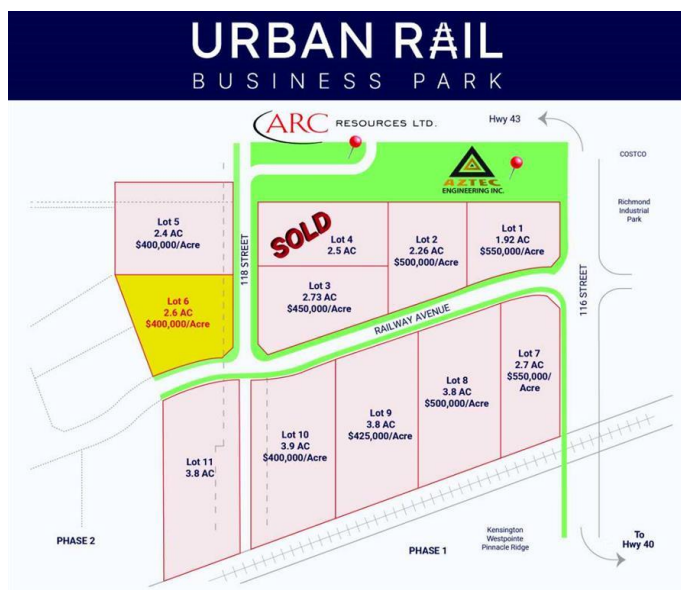 URBAN RAIL
BUSINESS PARK
ARC RESOURCES LTD.
Hwy 43
COSTCO
AZTEC
ENGINEERING INC.
Richmond
Industrial
Park
Lot 5
2.4 AC
$400,000/Acre
118 STREET
SOLD
Lot 4
2.5 AC
Lot 2
2.26 AC
$500,000/Acre
Lot 1
1.92 AC
$550,000/Acre
Lot 6
2.6 AC
$400,000/Acre
Lot 3
2.73 AC
$450,000/Acre
116 STREET
RAILWAY AVENUE
Lot 7
2.7 AC
$550,000/
Acre
Lot 8
3.8 AC
$500,000/Acre
Lot 9
3.8 AC
$425,000/Acre
Lot 10
3.9 AC
$400,000/Acre
Lot 11
3.8 AC
PHASE 2
PHASE 1
Kensington
Westpointe
Pinnacle Ridge
To
Hwy 40